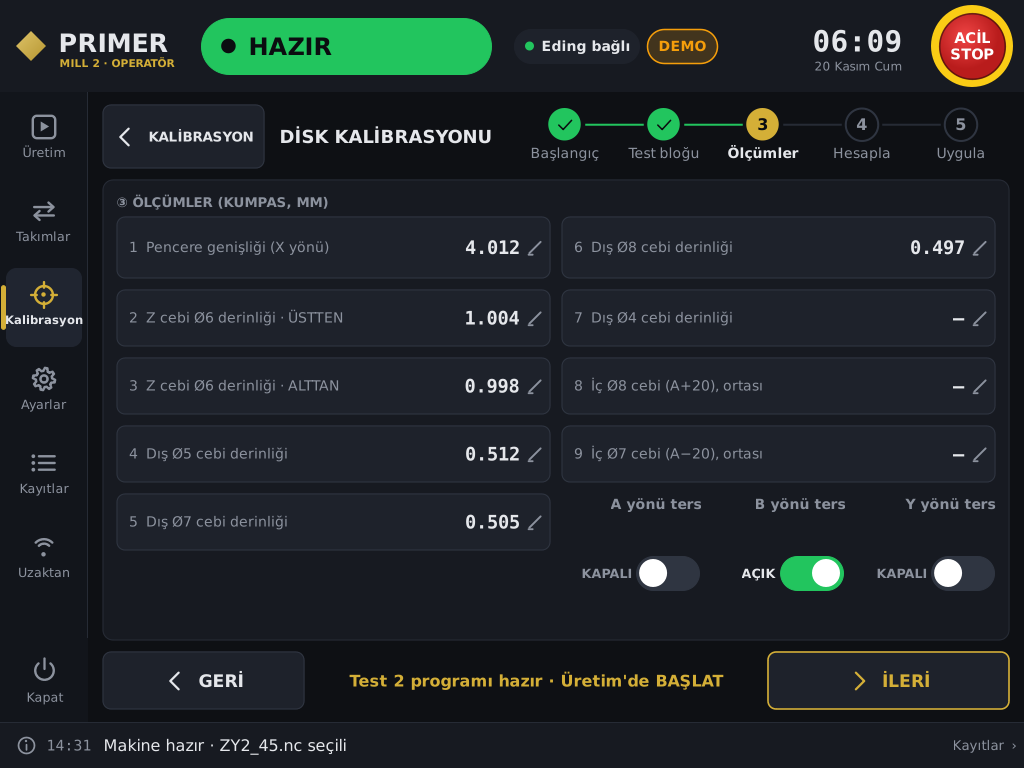 PRIMER
MILL 2 · OPERATÖR
HAZIR
Eding bağlı
DEMO
06:09
20 Kasım Cum
ACİL
STOP
Üretim
Takımlar
Kalibrasyon
Ayarlar
Kayıtlar
Uzaktan
Kapat
KALİBRASYON
DİSK KALİBRASYONU
Başlangıç
Test bloğu
3
Ölçümler
4
Hesapla
5
Uygula
③ ÖLÇÜMLER (KUMPAS, MM)
1 Pencere genişliği (X yönü) 4.012
2 Z cebi Ø6 derinliği · ÜSTTEN 1.004
3 Z cebi Ø6 derinliği · ALTTAN 0.998
4 Dış Ø5 cebi derinliği 0.512
5 Dış Ø7 cebi derinliği 0.505
6 Dış Ø8 cebi derinliği 0.497
7 Dış Ø4 cebi derinliği –
8 İç Ø8 cebi (A+20), ortası –
9 İç Ø7 cebi (A−20), ortası –
A yönü ters B yönü ters Y yönü ters
KAPALI AÇIK KAPALI
GERİ
Test 2 programı hazır · Üretim'de BAŞLAT
İLERİ
14:31 Makine hazır · ZY2_45.nc seçili
Kayıtlar ›